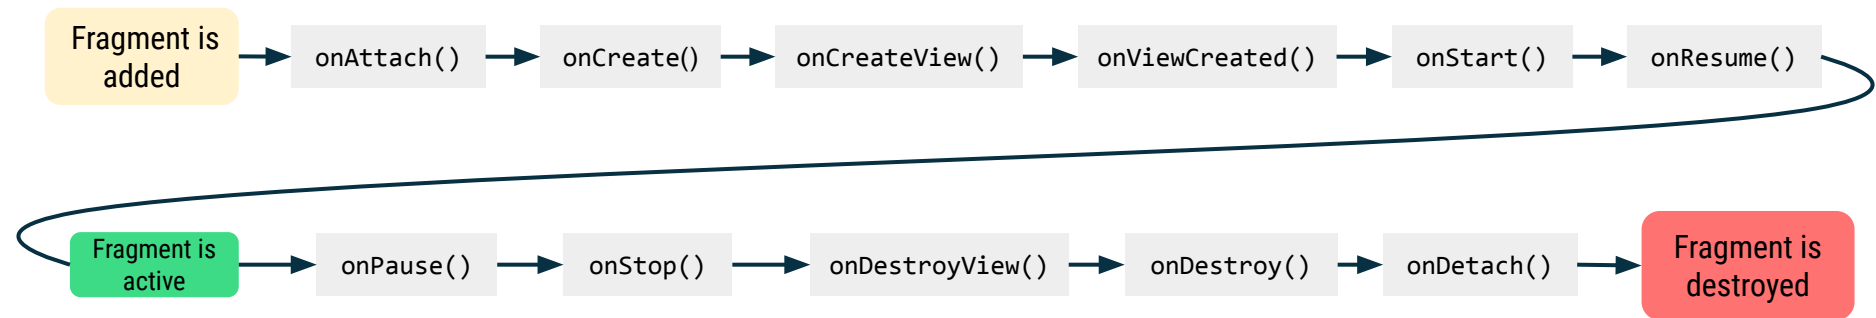 Fragment is
added
onAttach()
onCreate()
onCreateView()
onViewCreated()
onStart()
onResume()
Fragment is
active
onPause()
onStop()
onDestroyView()
onDestroy()
onDetach()
Fragment is
destroyed